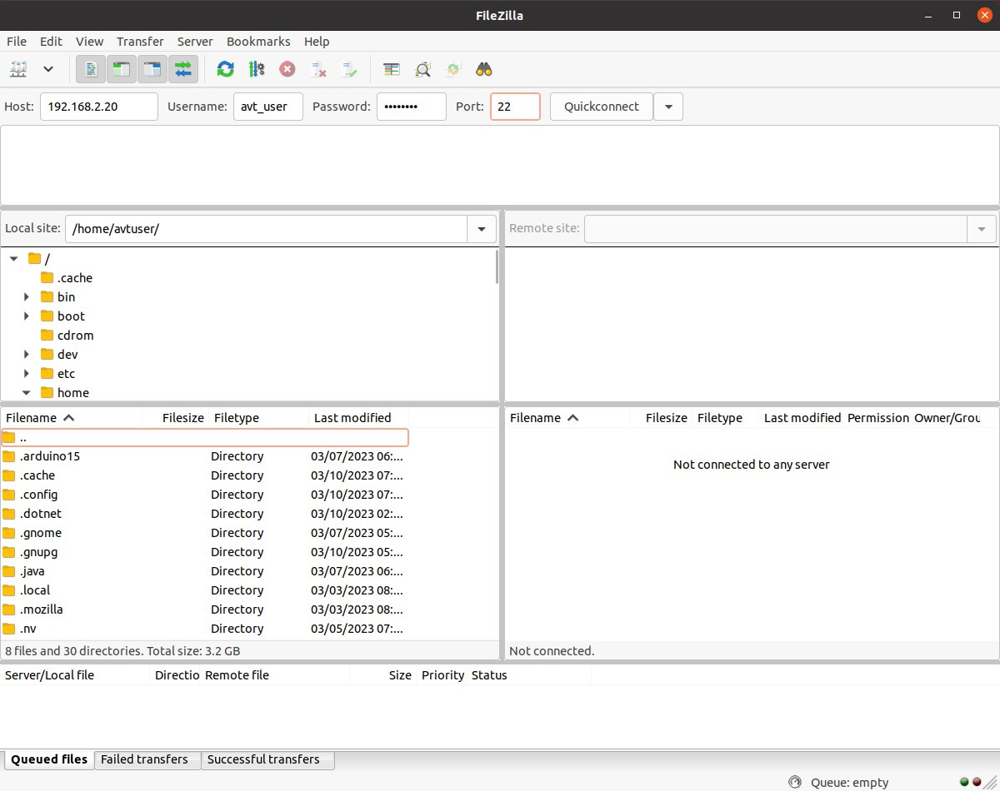 FileZilla
File Edit View Transfer Server Bookmarks Help
Host: 192.168.2.20 Username: avt_user Password: •••••••• Port: 22 Quickconnect
Local site: /home/avtuser/
Remote site:
/
.cache
bin
boot
cdrom
dev
etc
home
Filename Filesize Filetype Last modified
..
.arduino15 Directory 03/07/2023 06:...
.cache Directory 03/10/2023 07:...
.config Directory 03/10/2023 07:...
.dotnet Directory 03/10/2023 02:...
.gnome Directory 03/07/2023 05:...
.gnupg Directory 03/10/2023 05:...
.java Directory 03/07/2023 06:...
.local Directory 03/03/2023 08:...
.mozilla Directory 03/03/2023 08:...
.nv Directory 03/05/2023 07:...
8 files and 30 directories. Total size: 3.2 GB
Filename Filesize Filetype Last modified Permission Owner/Grou
Not connected to any server
Not connected.
Server/Local file Directio Remote file Size Priority Status
Queued files Failed transfers Successful transfers
Queue: empty